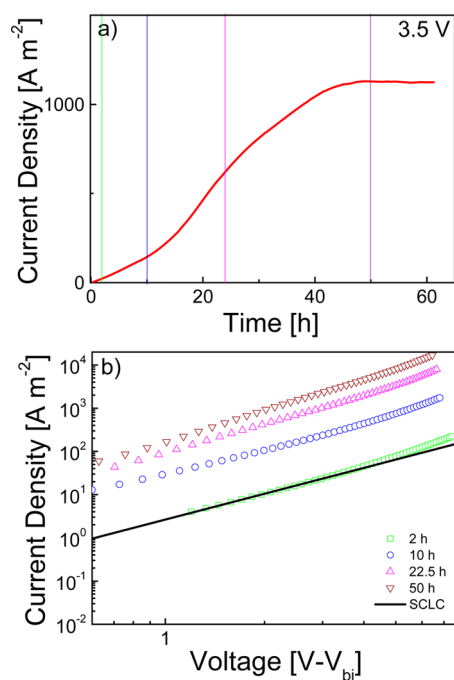 a)
3.5 V
Current Density [A m⁻²]
1000
0
0
20
40
60
Time [h]
b)
Current Density [A m⁻²]
10⁴
10³
10²
10¹
10⁰
10⁻¹
10⁻²
2 h
10 h
22.5 h
50 h
SCLC
1
Voltage [V-V_bi]